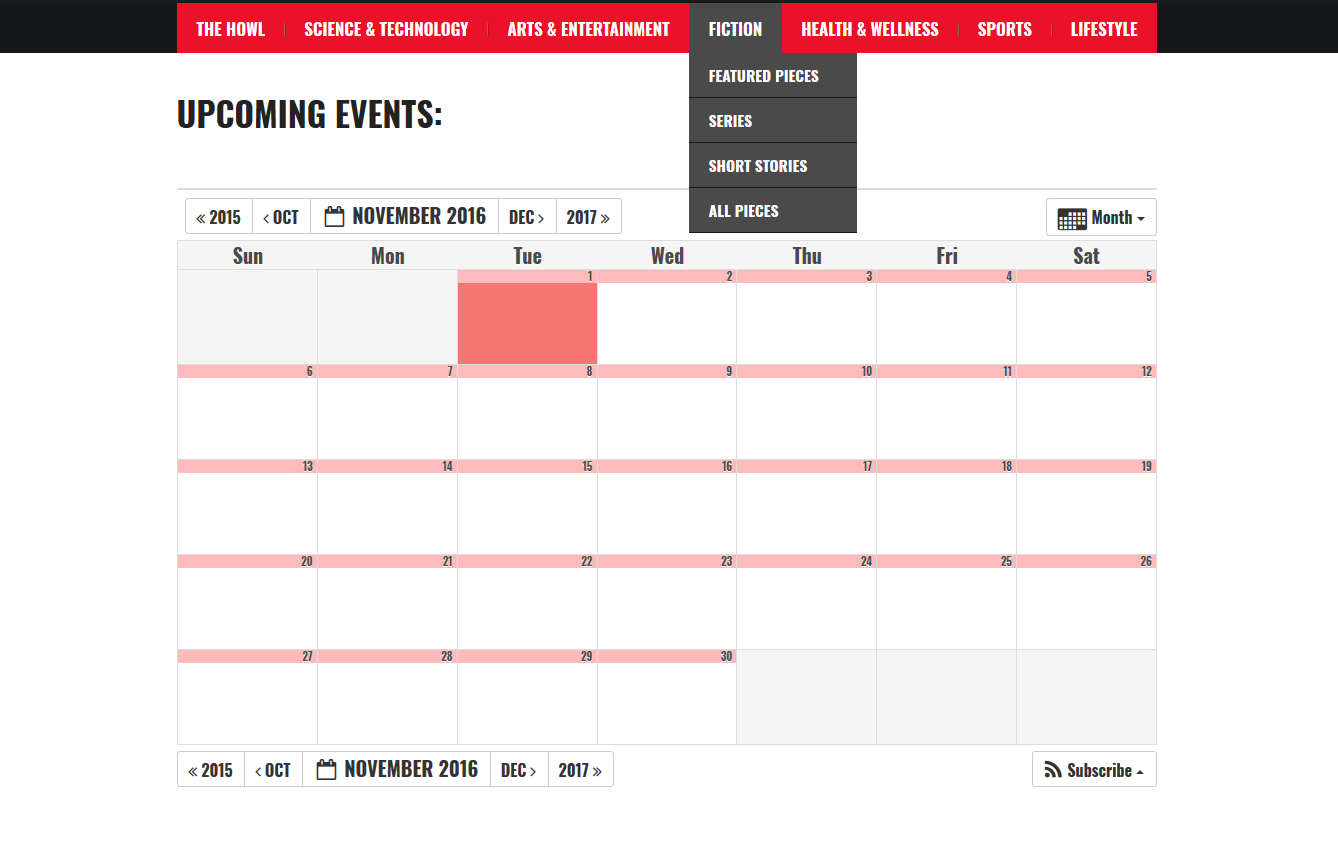 THE HOWL SCIENCE & TECHNOLOGY ARTS & ENTERTAINMENT FICTION HEALTH & WELLNESS SPORTS LIFESTYLE
FEATURED PIECES
SERIES
SHORT STORIES
ALL PIECES
UPCOMING EVENTS:
« 2015 ‹ OCT NOVEMBER 2016 DEC › 2017 » Month
Sun Mon Tue Wed Thu Fri Sat
1 2 3 4 5
6 7 8 9 10 11 12
13 14 15 16 17 18 19
20 21 22 23 24 25 26
27 28 29 30
« 2015 ‹ OCT NOVEMBER 2016 DEC › 2017 » Subscribe